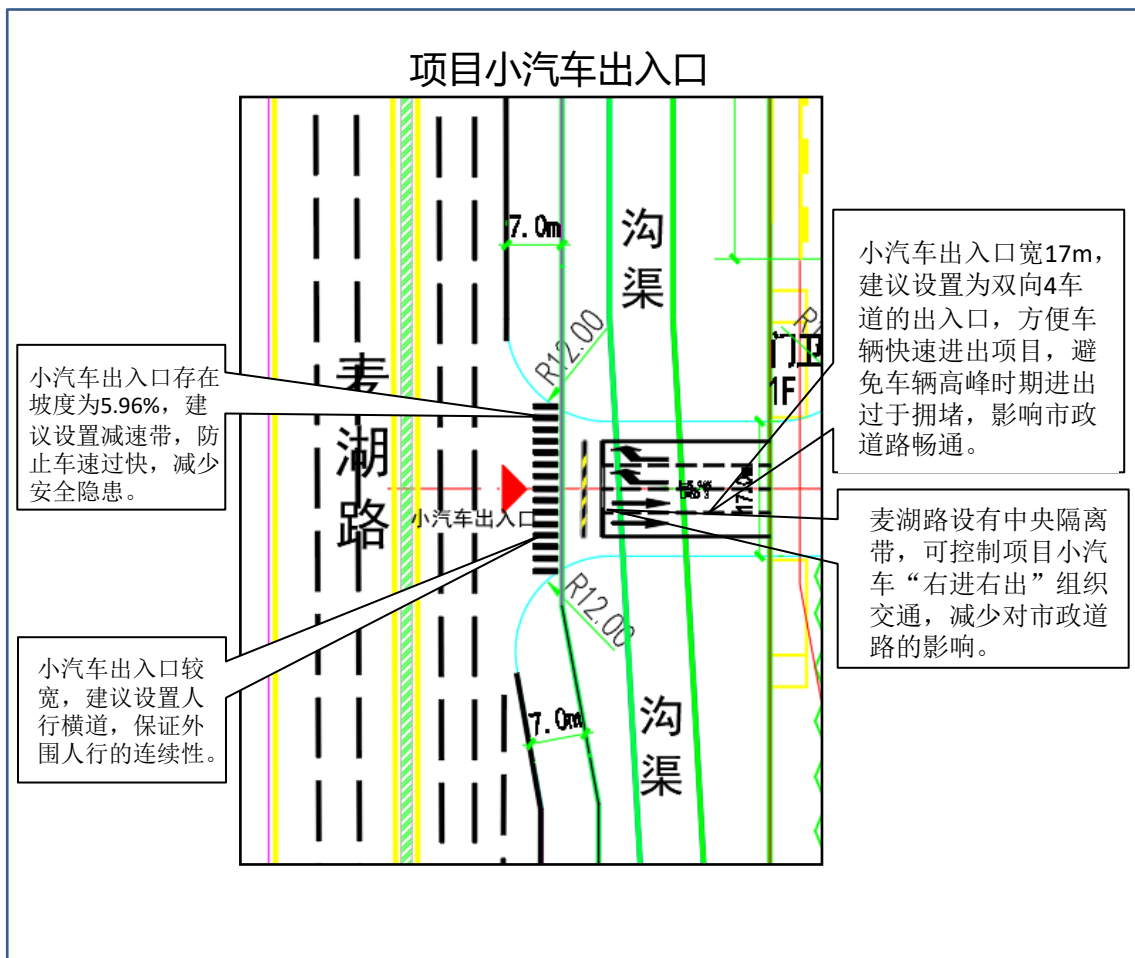 项目小汽车出入口
7.0m
沟
渠
R12.00
门卫
1F
麦
湖
路
小汽车出入口
R12.00
7.0m
沟
渠
小汽车出入口存在
坡度为5.96%，建
议设置减速带，防
止车速过快，减少
安全隐患。
小汽车出入口较
宽，建议设置人
行横道，保证外
围人行的连续性。
小汽车出入口宽17m，
建议设置为双向4车
道的出入口，方便车
辆快速进出项目，避
免车辆高峰时期进出
过于拥堵，影响市政
道路畅通。
麦湖路设有中央隔离
带，可控制项目小汽
车“右进右出”组织
交通，减少对市政道
路的影响。